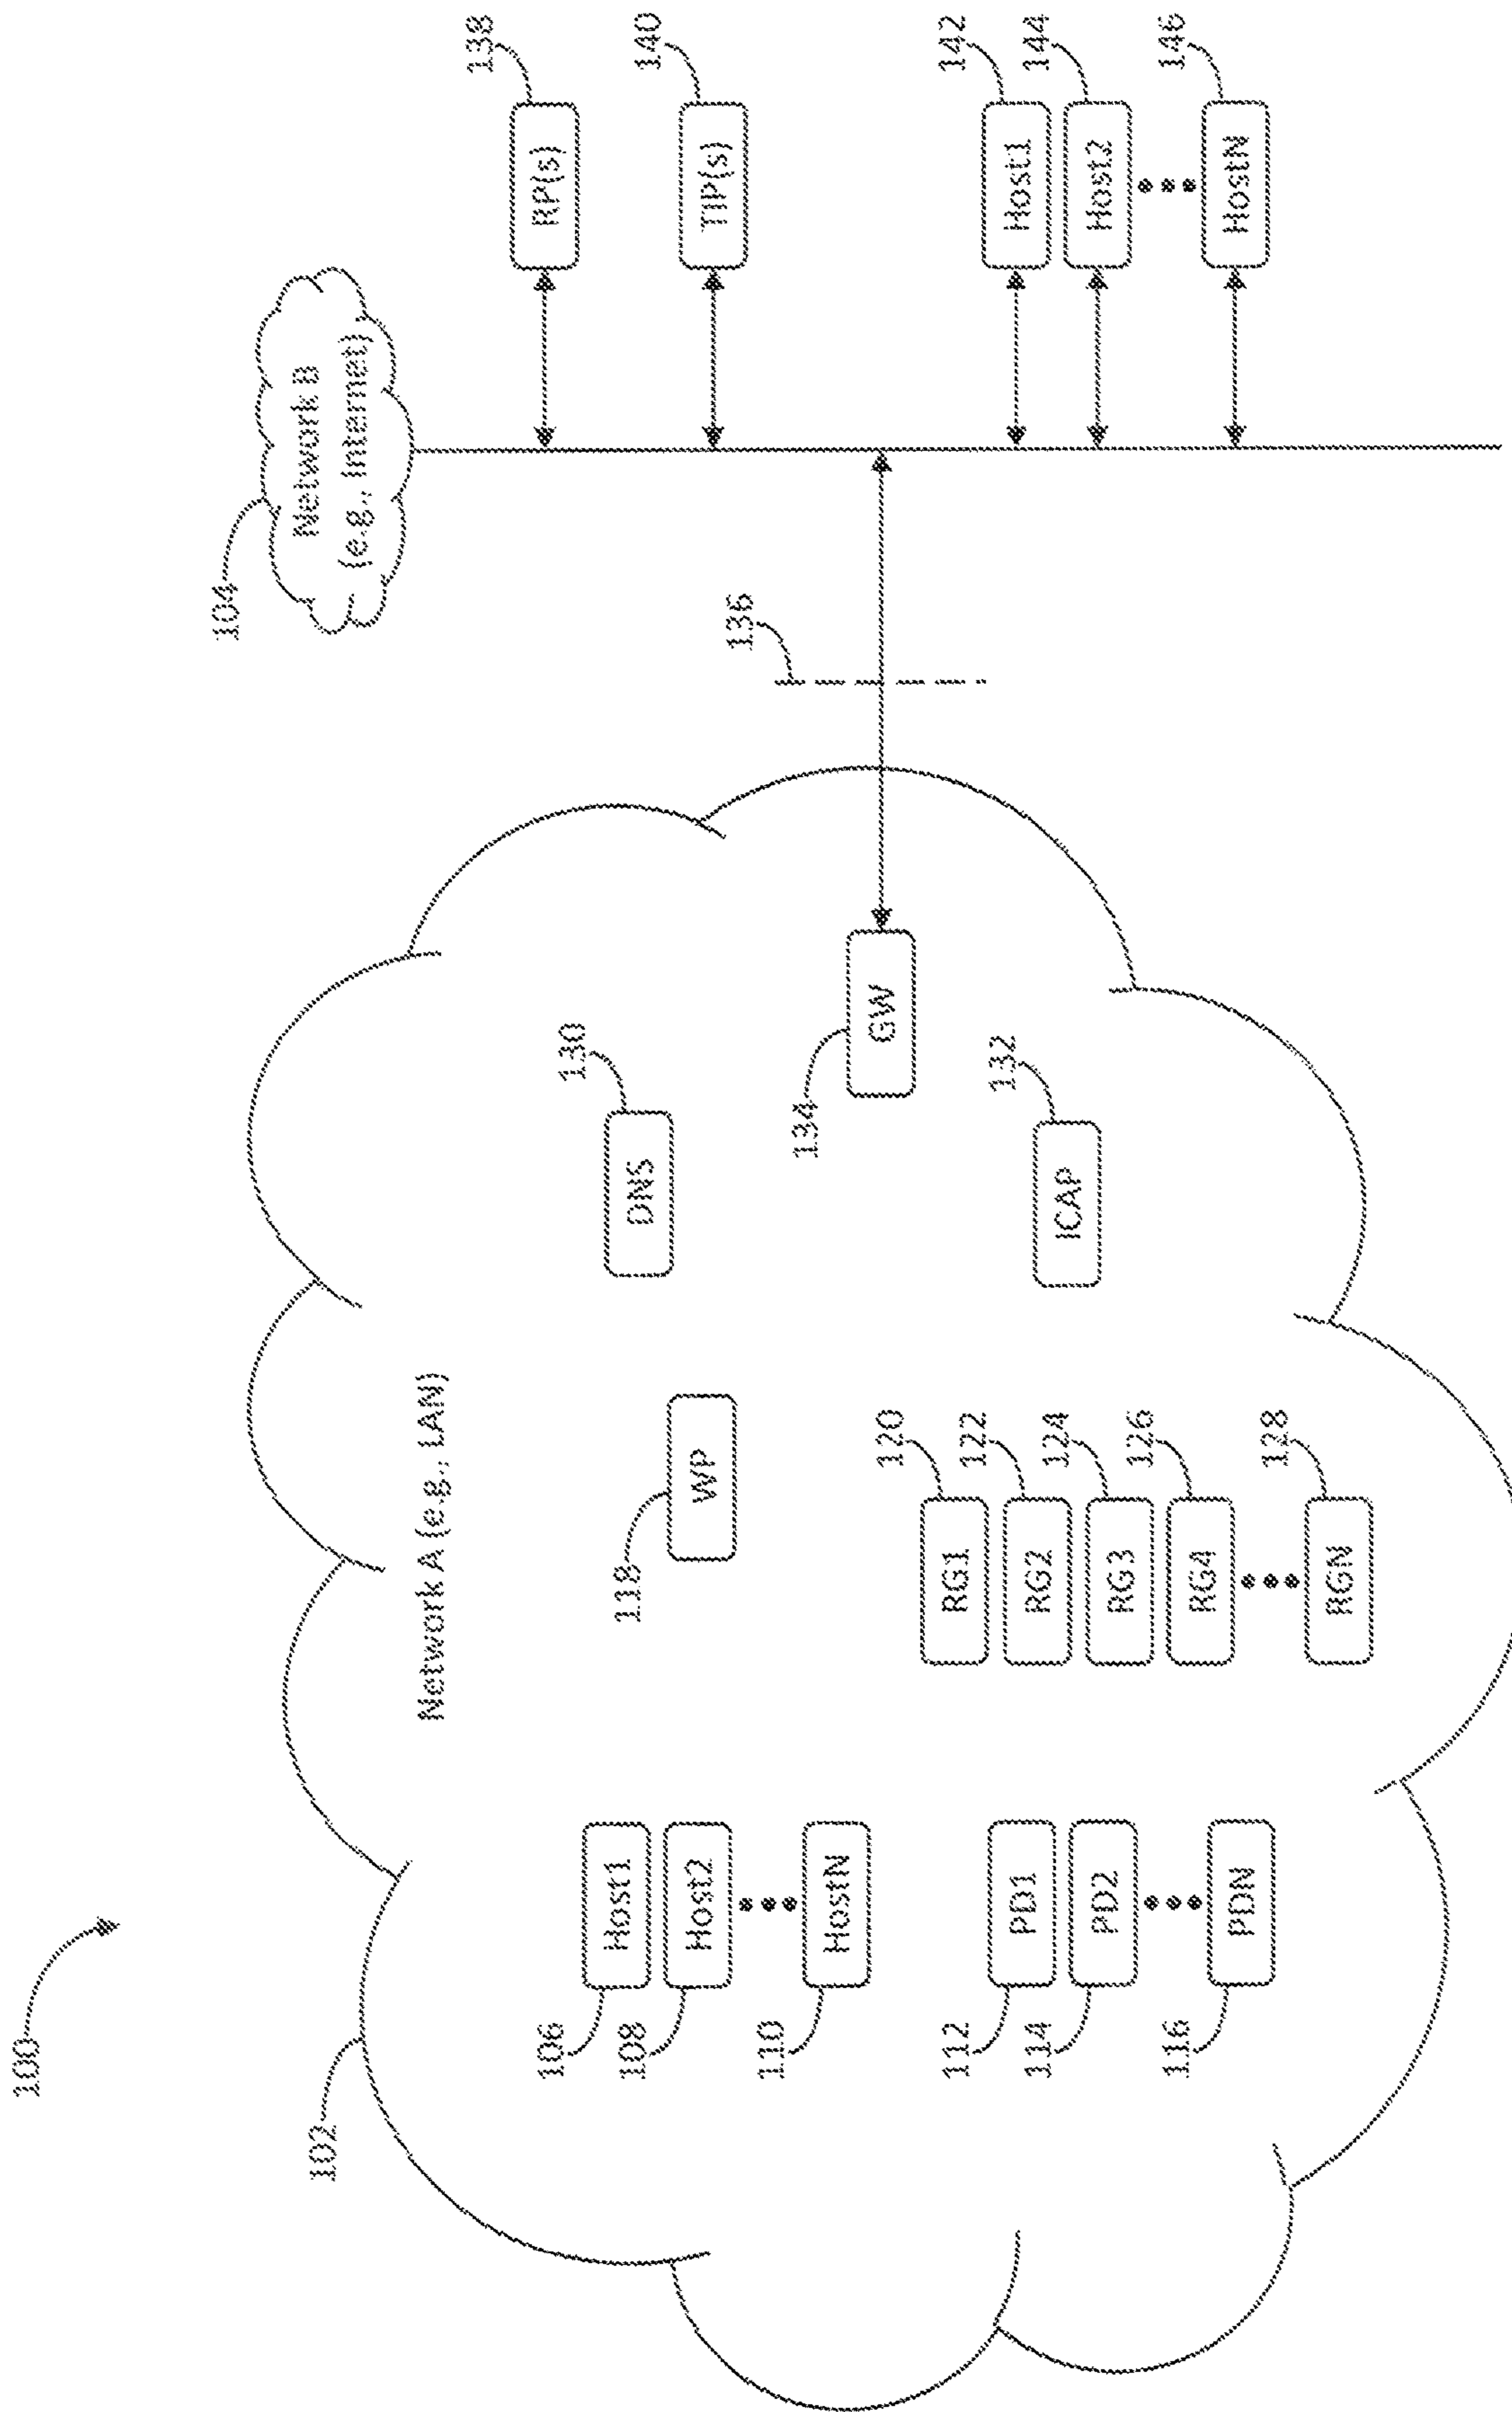 100
102
Network A (e.g., LAN)
104
Network B
(e.g., Internet)
106
Host1
108
Host2
110
HostN
112
PD1
114
PD2
116
PDN
118
WP
120
RG1
122
RG2
124
RG3
126
RG4
128
RGN
130
DNS
132
ICAP
134
GW
136
138
RP(s)
140
TIP(s)
142
Host1
144
Host2
146
HostN